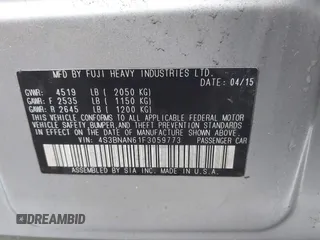 MFD BY FUJI HEAVY INDUSTRIES LTD.
DATE: 04/15
GVWR: 4519 LB ( 2050 KG)
GAWR: F 2535 LB ( 1150 KG)
GAWR: R 2645 LB ( 1200 KG)
THIS VEHICLE CONFORMS TO ALL
APPLICABLE FEDERAL MOTOR
VEHICLE SAFETY, BUMPER, AND THEFT
PREVENTION STANDARDS IN EFFECT ON
THE DATE OF MANUFACTURE SHOWN
ABOVE.
VIN: 4S3BNAN61F3059773 PASSENGER CAR
ASSEMBLED BY SIA INC. MADE IN U.S.A.
DREAMBID